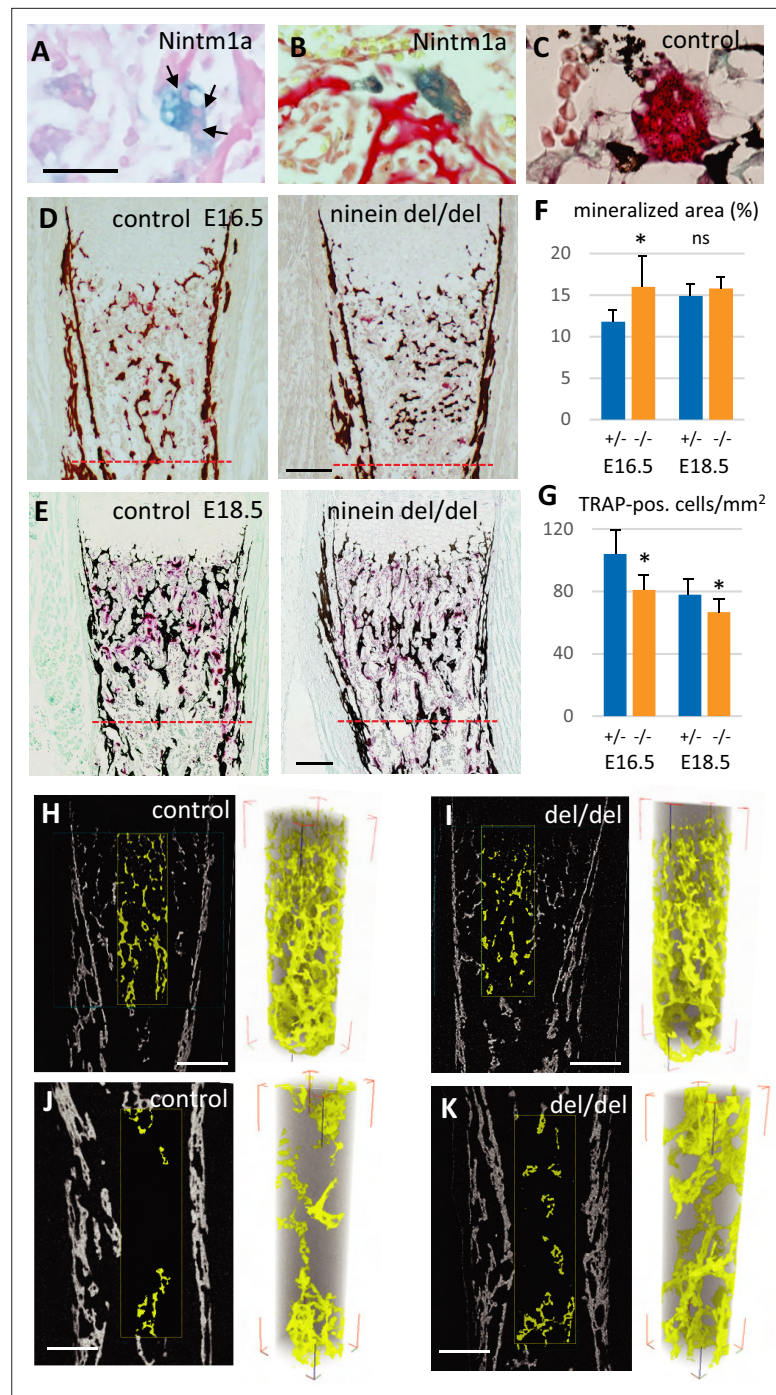 A Nintm1a
B Nintm1a
C control
D control E16.5
ninein del/del
E control E18.5
ninein del/del
F mineralized area (%)
20
15
10
5
0
* ns
+/- -/- +/- -/-
E16.5 E18.5
G TRAP-pos. cells/mm²
120
80
40
0
* *
+/- -/- +/- -/-
E16.5 E18.5
H control
I del/del
J control
K del/del